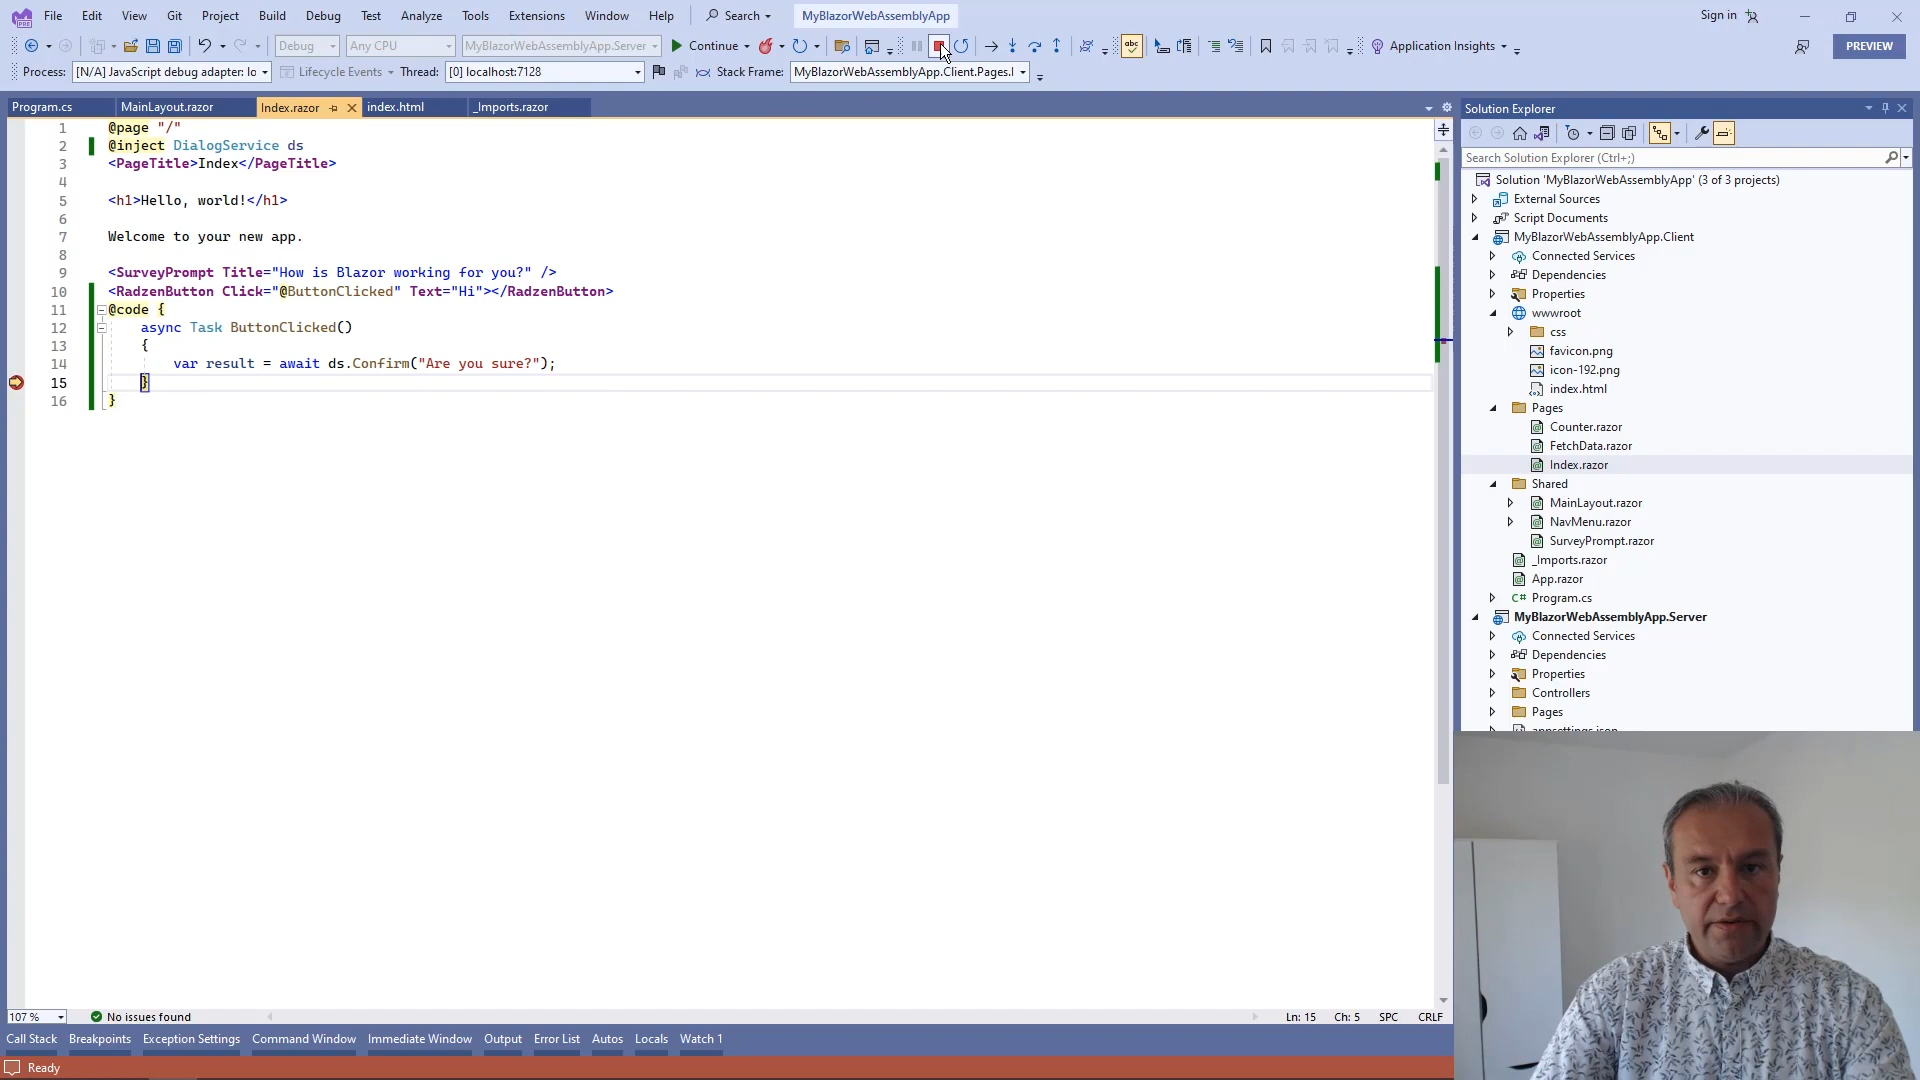 File Edit View Git Project Build Debug Test Analyze Tools Extensions Window Help Search MyBlazorWebAssemblyApp Sign in
Debug Any CPU MyBlazorWebAssemblyApp.Server Continue Application Insights PREVIEW
Process: [N/A] JavaScript debug adapter: lo Lifecycle Events Thread: [0] localhost:7128 Stack Frame: MyBlazorWebAssemblyApp.Client.Pages.I
Program.cs MainLayout.razor Index.razor index.html _Imports.razor
1 @page "/"
2 @inject DialogService ds
3 <PageTitle>Index</PageTitle>
4
5 <h1>Hello, world!</h1>
6
7 Welcome to your new app.
8
9 <SurveyPrompt Title="How is Blazor working for you?" />
10 <RadzenButton Click="@ButtonClicked" Text="Hi"></RadzenButton>
11 @code {
12 async Task ButtonClicked()
13 {
14 var result = await ds.Confirm("Are you sure?");
15 }
16 }
107 % No issues found Ln: 15 Ch: 5 SPC CRLF
Call Stack Breakpoints Exception Settings Command Window Immediate Window Output Error List Autos Locals Watch 1
Ready
Solution Explorer
Search Solution Explorer (Ctrl+;)
Solution 'MyBlazorWebAssemblyApp' (3 of 3 projects)
External Sources
Script Documents
MyBlazorWebAssemblyApp.Client
Connected Services
Dependencies
Properties
wwwroot
css
favicon.png
icon-192.png
index.html
Pages
Counter.razor
FetchData.razor
Index.razor
Shared
MainLayout.razor
NavMenu.razor
SurveyPrompt.razor
_Imports.razor
App.razor
C# Program.cs
MyBlazorWebAssemblyApp.Server
Connected Services
Dependencies
Properties
Controllers
Pages